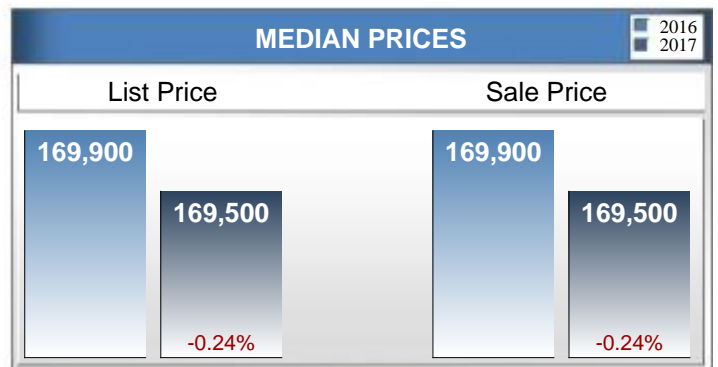 MEDIAN PRICES
2016
2017
List Price
Sale Price
169,900
169,500
-0.24%
169,900
169,500
-0.24%